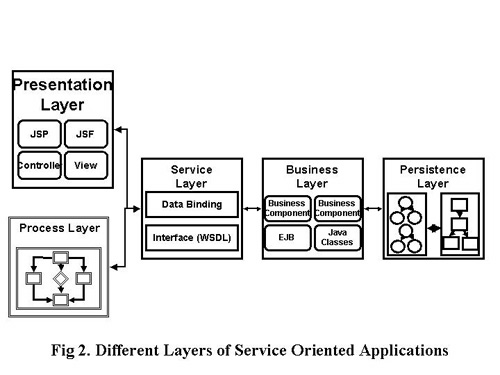 Presentation
Layer
JSP
JSF
Controlle
View
Process Layer
Service
Layer
Data Binding
Interface (WSDL)
Business
Layer
Business
Component
Business
Component
EJB
Java
Classes
Persistence
Layer
Fig 2. Different Layers of Service Oriented Applications